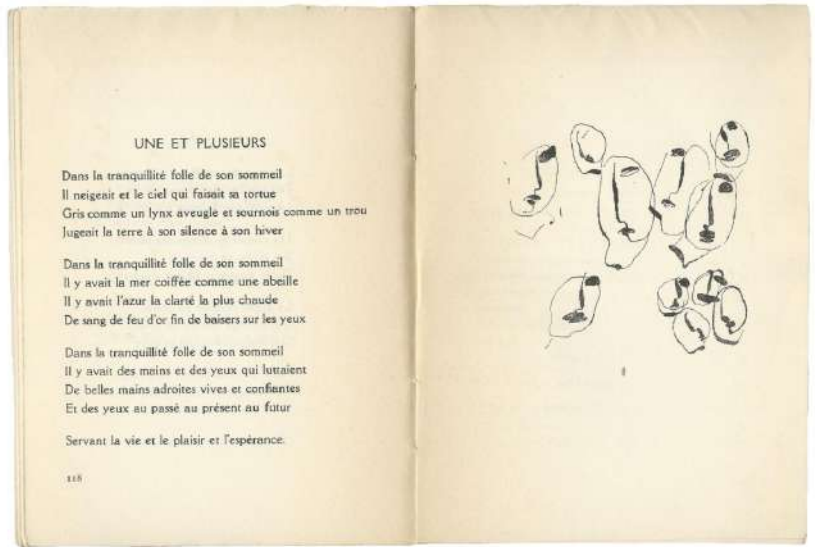 UNE ET PLUSIEURS
Dans la tranquillité folle de son sommeil
Il neigeait et le ciel qui faisait sa tortue
Gris comme un lynx aveugle et sournois comme un trou
Jugeait la terre à son silence à son hiver
Dans la tranquillité folle de son sommeil
Il y avait la mer coiffée comme une abeille
Il y avait l'azur la clarté la plus chaude
De sang de feu d'or fin de baisers sur les yeux
Dans la tranquillité folle de son sommeil
Il y avait des mains et des yeux qui luttaient
De belles mains adroites vives et confiantes
Et des yeux au passé au présent au futur
Servant la vie et le plaisir et l'espérance.
118